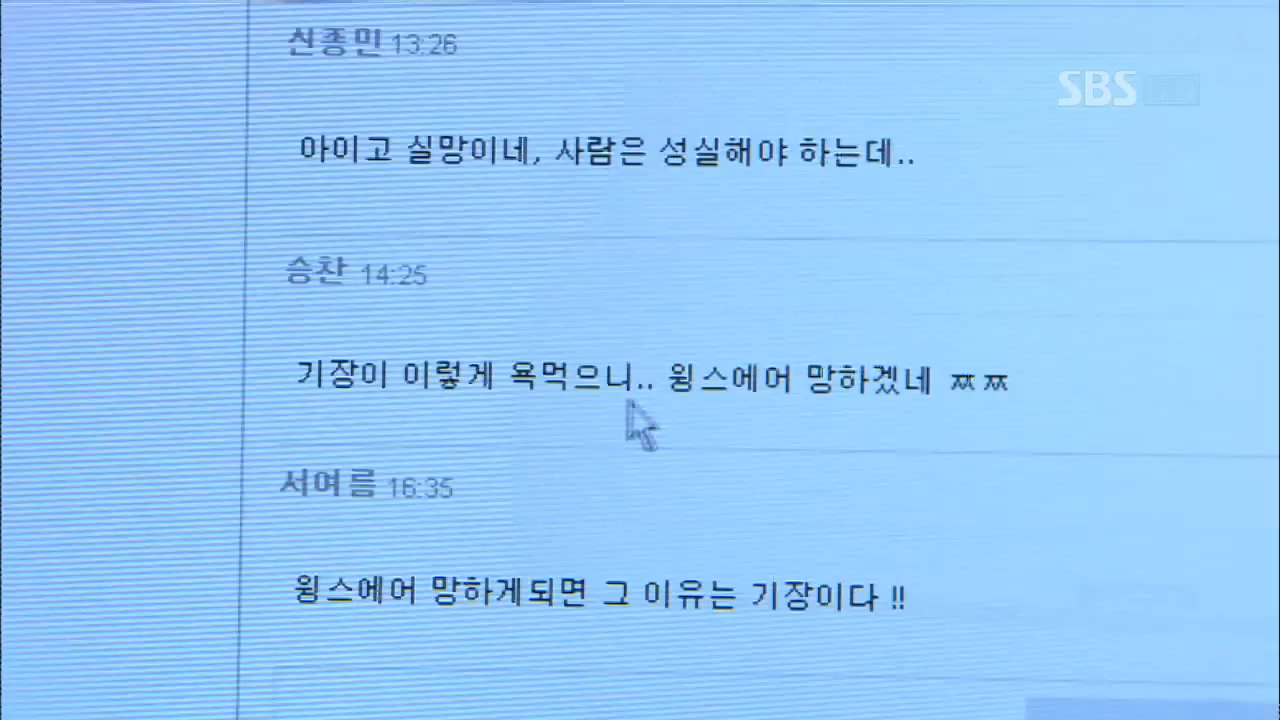 신종민 13:26
SBS
아이고 실망이네, 사람은 성실해야 하는데..
승찬 14:25
기장이 이렇게 욕먹으니.. 윙스에어 망하겠네 ㅉㅉ
서여름 16:35
윙스에어 망하게되면 그 이유는 기장이다 !!